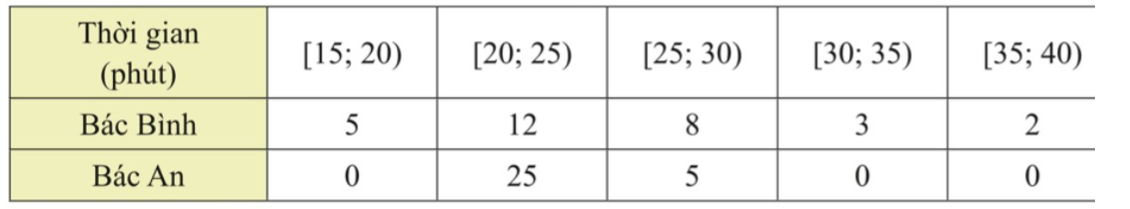 Thời gian
(phút)
[15; 20) [20; 25) [25; 30) [30; 35) [35; 40)
Bác Bình 5 12 8 3 2
Bác An 0 25 5 0 0